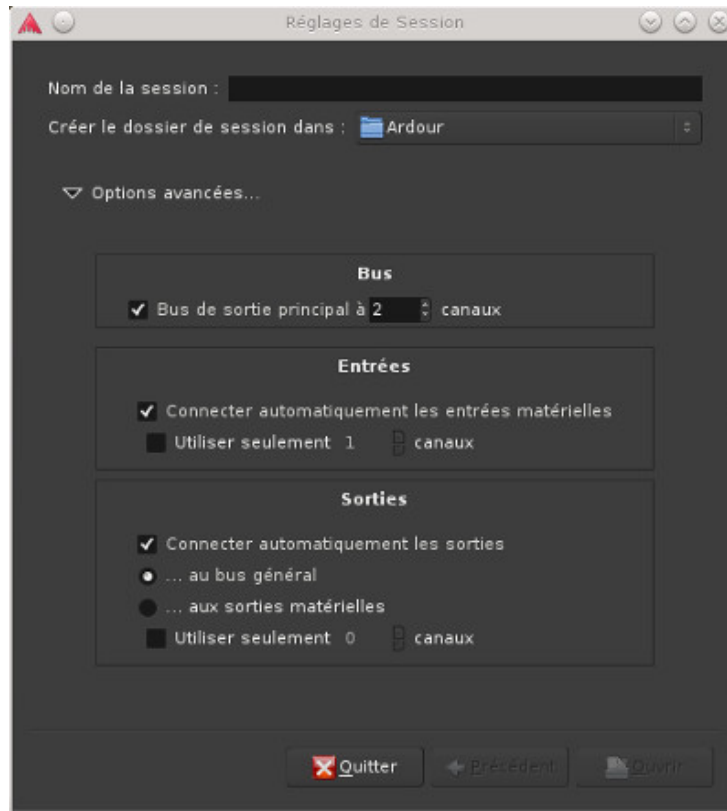 Réglages de Session
Nom de la session :
Créer le dossier de session dans : Ardour
Options avancées...
Bus
Bus de sortie principal à 2 canaux
Entrées
Connecter automatiquement les entrées matérielles
Utiliser seulement 1 canaux
Sorties
Connecter automatiquement les sorties
... au bus général
... aux sorties matérielles
Utiliser seulement 0 canaux
Quitter Précédent Ouvrir